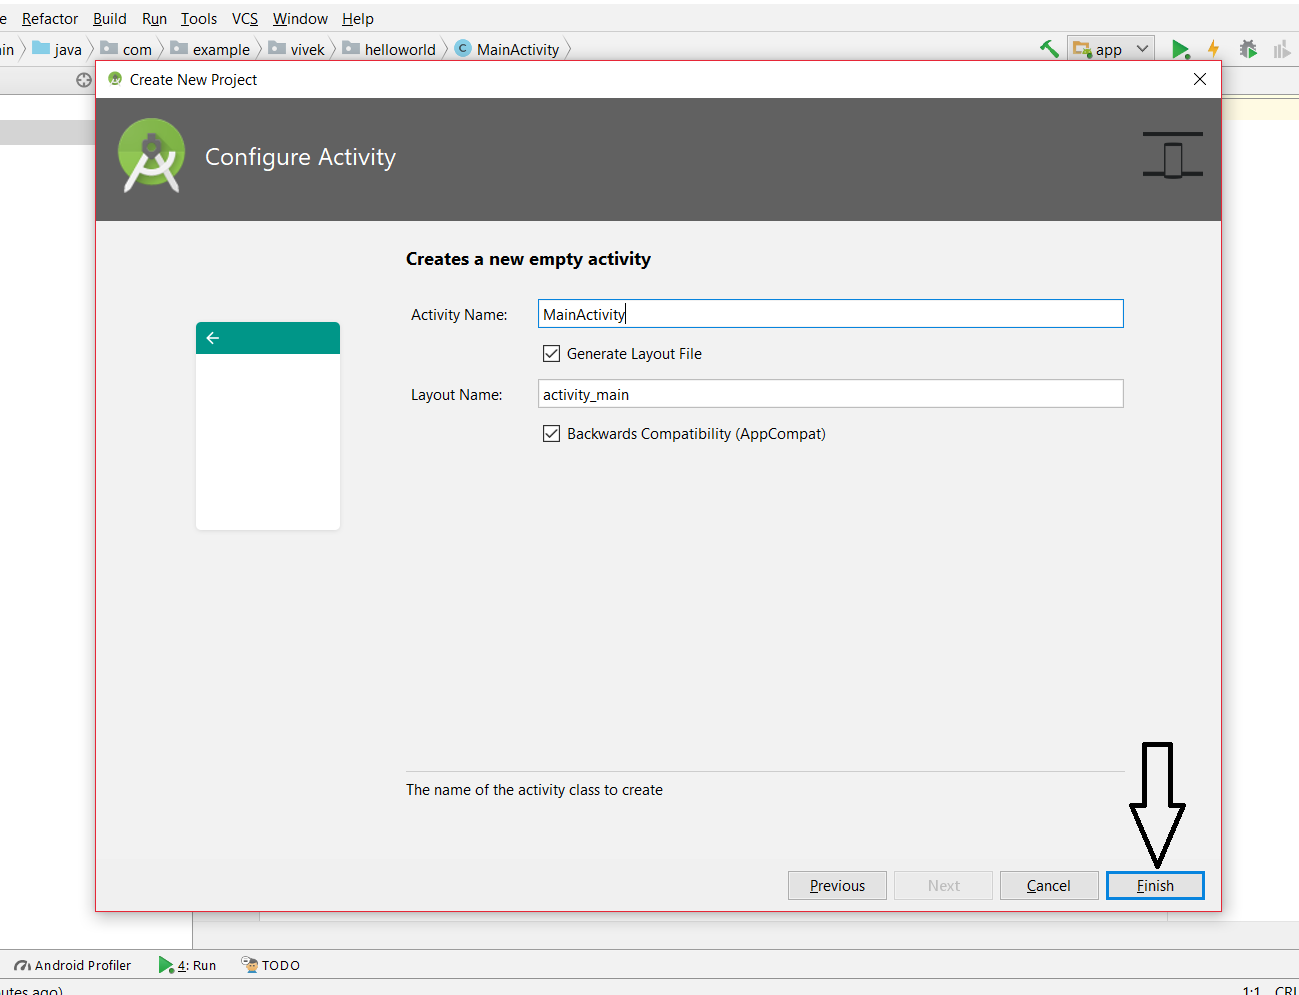 e Refactor Build Run Tools VCS Window Help
in java com example vivek helloworld C MainActivity app
Create New Project
Configure Activity
Creates a new empty activity
Activity Name: MainActivity
Generate Layout File
Layout Name: activity_main
Backwards Compatibility (AppCompat)
The name of the activity class to create
Previous Next Cancel Finish
Android Profiler 4: Run TODO
utes ago) 1:1 CRL